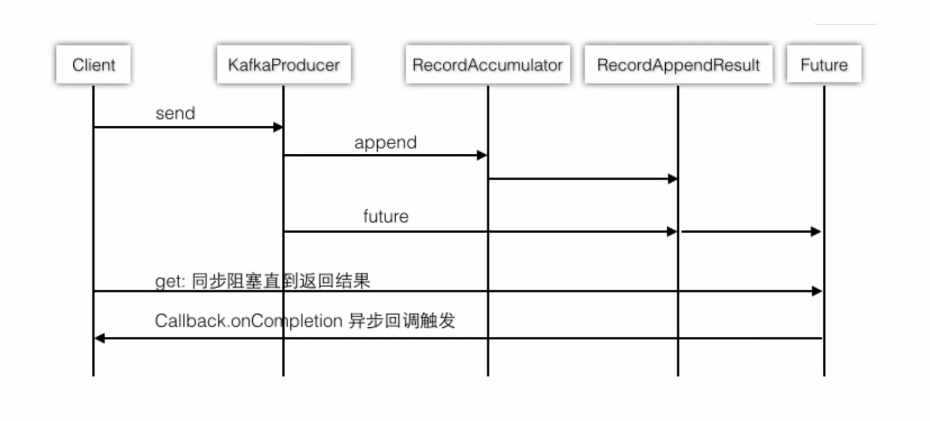 Client
KafkaProducer
RecordAccumulator
RecordAppendResult
Future
send
append
future
get: 同步阻塞直到返回结果
Callback.onCompletion 异步回调触发